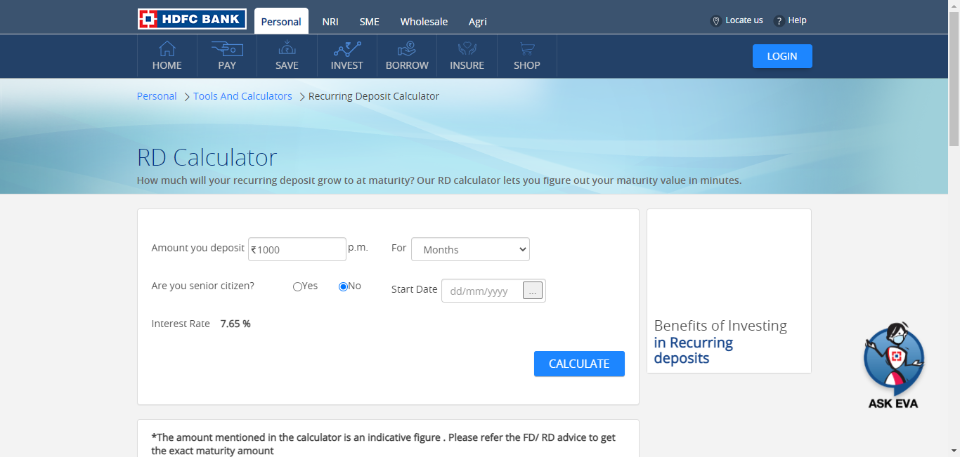 HDFC BANK Personal NRI SME Wholesale Agri Locate us ? Help
HOME PAY SAVE INVEST BORROW INSURE SHOP LOGIN
Personal > Tools And Calculators > Recurring Deposit Calculator
RD Calculator
How much will your recurring deposit grow to at maturity? Our RD calculator lets you figure out your maturity value in minutes.
Amount you deposit ₹1000 p.m. For Months
Are you senior citizen? Yes No Start Date dd/mm/yyyy ...
Interest Rate 7.65 %
CALCULATE
Benefits of Investing
in Recurring
deposits
ASK EVA
*The amount mentioned in the calculator is an indicative figure . Please refer the FD/ RD advice to get
the exact maturity amount